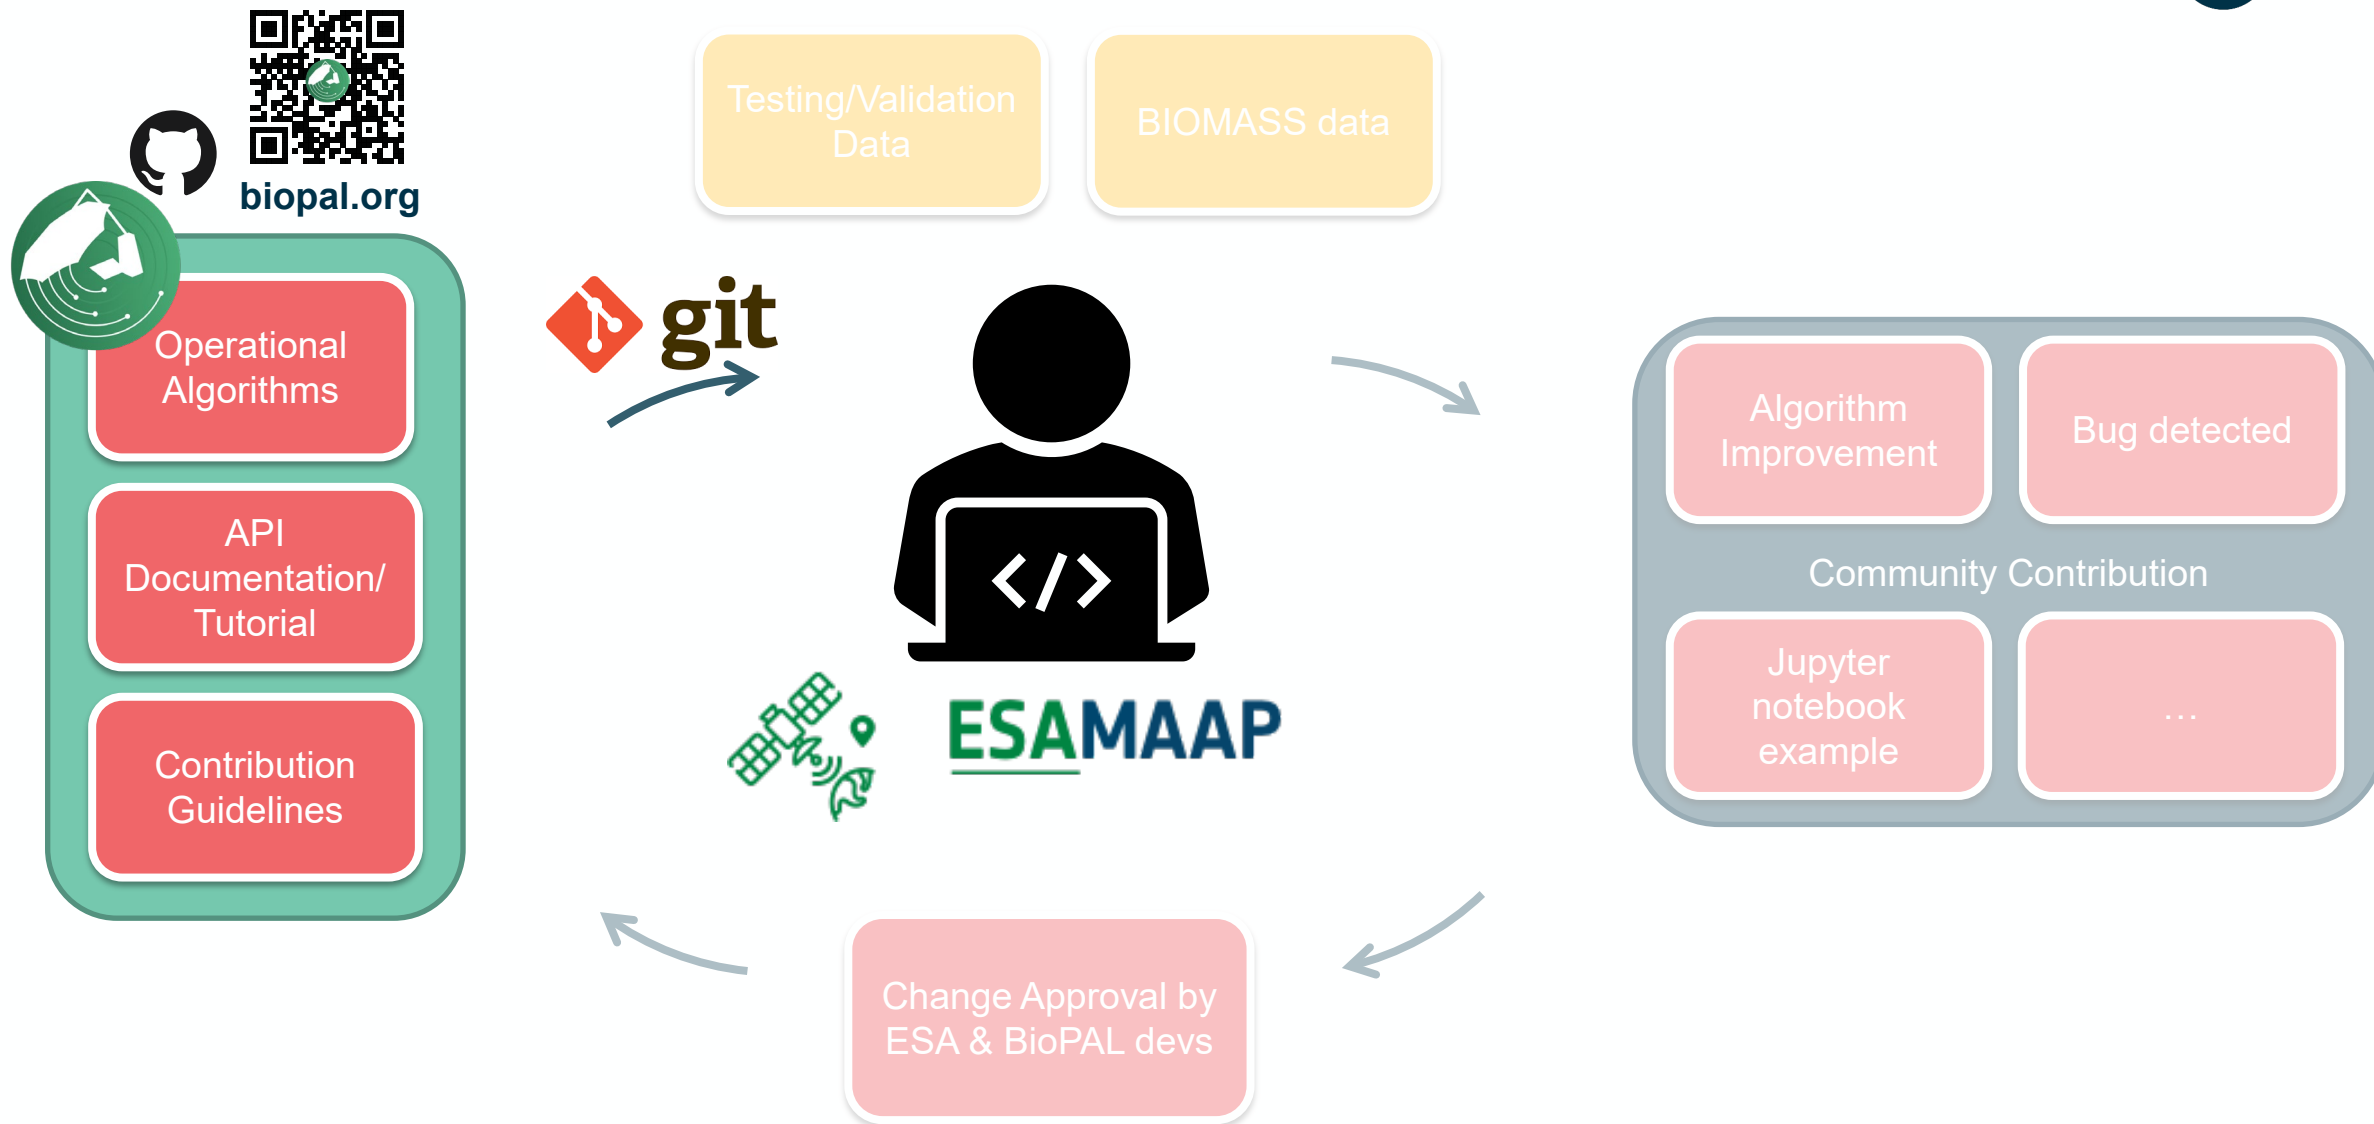 biopal.org
Operational
Algorithms
API
Documentation/
Tutorial
Contribution
Guidelines
git
Testing/Validation
Data
BIOMASS data
</>
ESAMAAP
Algorithm
Improvement
Bug detected
Community Contribution
Jupyter
notebook
example
...
Change Approval by
ESA & BioPAL devs